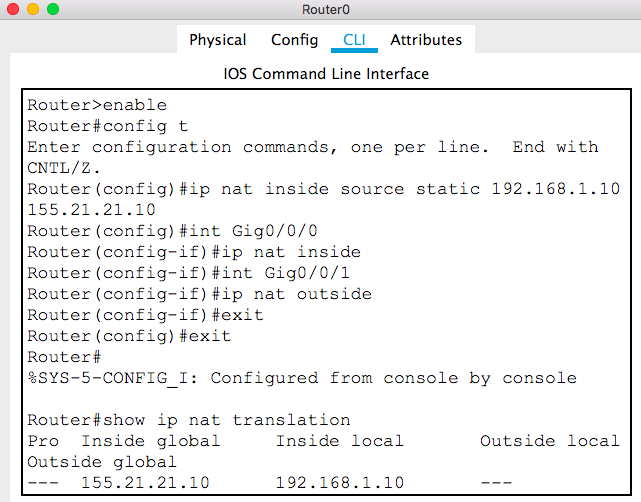 Router0
Physical Config CLI Attributes
IOS Command Line Interface
Router>enable
Router#config t
Enter configuration commands, one per line.  End with
CNTL/Z.
Router(config)#ip nat inside source static 192.168.1.10
155.21.21.10
Router(config)#int Gig0/0/0
Router(config-if)#ip nat inside
Router(config-if)#int Gig0/0/1
Router(config-if)#ip nat outside
Router(config-if)#exit
Router(config)#exit
Router#
%SYS-5-CONFIG_I: Configured from console by console
Router#show ip nat translation
Pro  Inside global     Inside local       Outside local
Outside global
---  155.21.21.10      192.168.1.10       ---